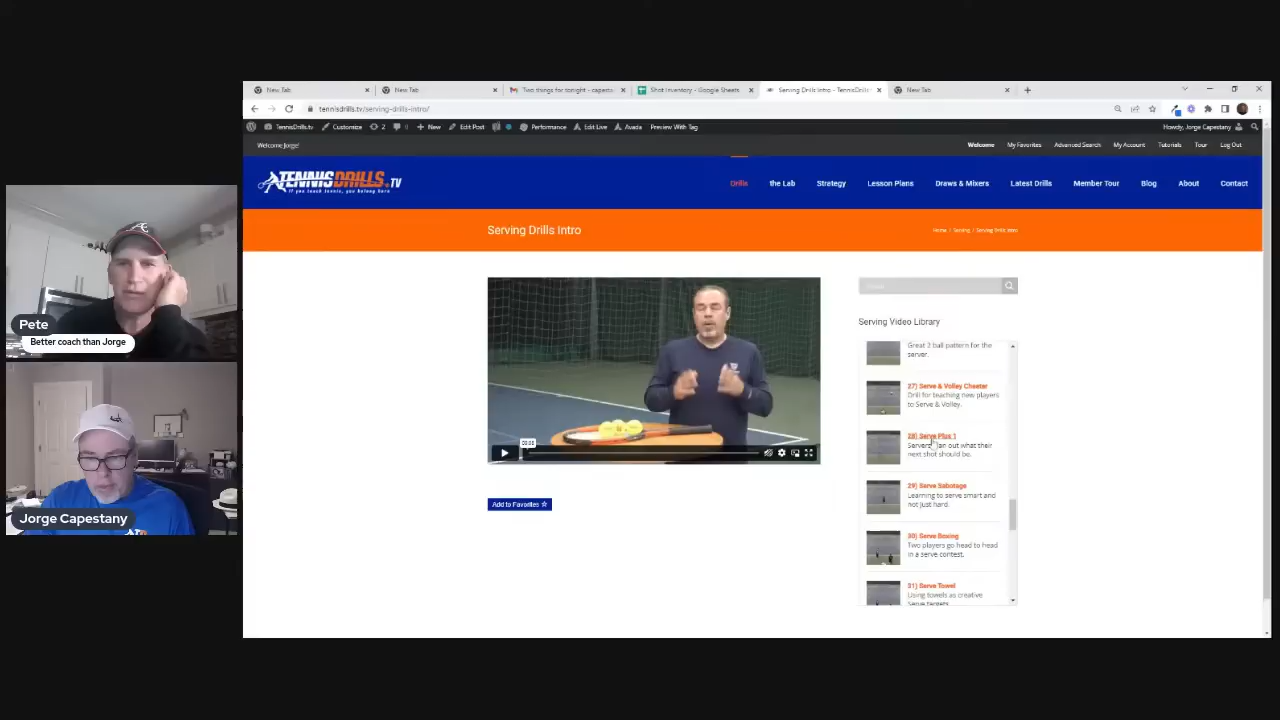 New Tab
New Tab
Two things for tonight - capesta
Shot Inventory - Google Sheets
Serving Drills Intro - TennisDrills
New Tab
tennisdrills.tv/serving-drills-intro/
TennisDrills.tv
Customize
2
New
Edit Post
Performance
Edit Live
Avada
Preview With Tag
Howdy, Jorge Capestany
Welcome Jorge!
Welcome
My Favorites
Advanced Search
My Account
Tutorials
Tour
Log Out
TENNISDRILLS.TV
If you teach tennis, you belong here
Drills
the Lab
Strategy
Lesson Plans
Draws & Mixers
Latest Drills
Member Tour
Blog
About
Contact
Serving Drills Intro
Home / Serving / Serving Drills Intro
Serving Video Library
Great 2 ball pattern for the
server.
27) Serve & Volley Cheater
Drill for teaching new players
to Serve & Volley.
28) Serve Plus 1
Servers plan out what their
next shot should be.
29) Serve Sabotage
Learning to serve smart and
not just hard.
30) Serve Boxing
Two players go head to head
in a serve contest.
31) Serve Towel
Using towels as creative
Serve targets.
Add to Favorites
Pete
Better coach than Jorge
Jorge Capestany